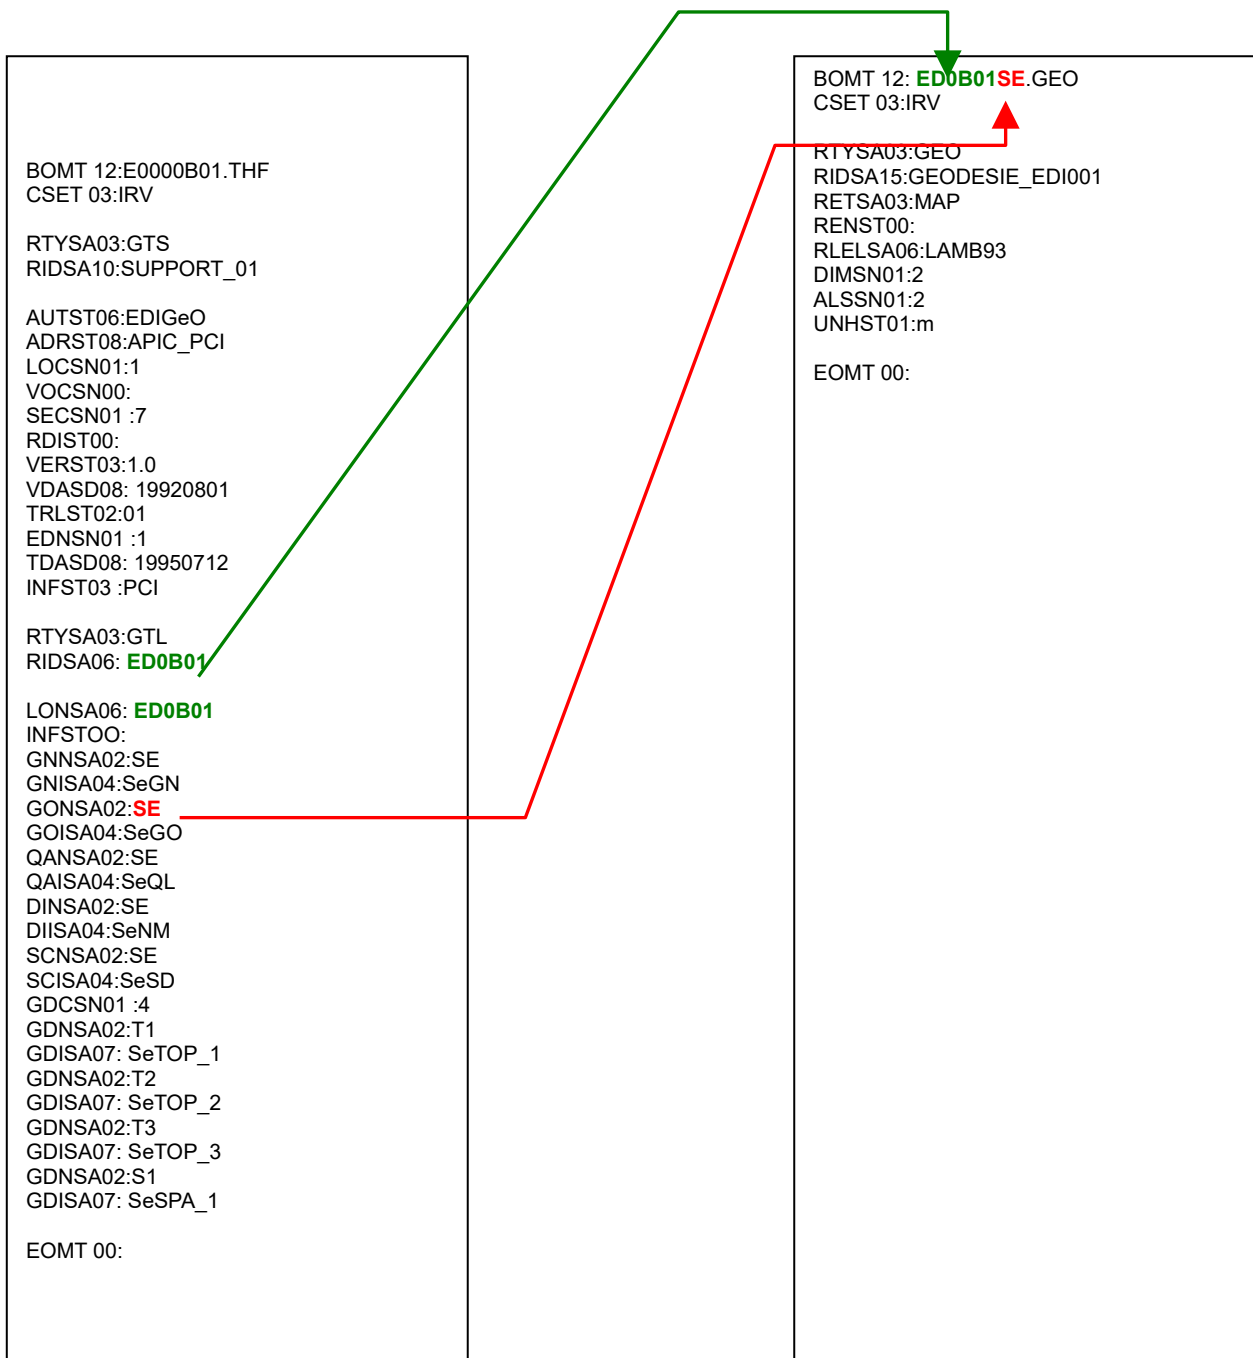 BOMT 12:E0000B01.THF
CSET 03:IRV
RTYSA03:GTS
RIDSA10:SUPPORT_01
AUTST06:EDIGeO
ADRST08:APIC_PCI
LOCSN01:1
VOCSN00:
SECSN01 :7
RDIST00:
VERST03:1.0
VDASD08: 19920801
TRLST02:01
EDNSN01 :1
TDASD08: 19950712
INFST03 :PCI
RTYSA03:GTL
RIDSA06: ED0B01
LONSA06: ED0B01
INFSTOO:
GNNSA02:SE
GNISA04:SeGN
GONSA02:SE
GOISA04:SeGO
QANSA02:SE
QAISA04:SeQL
DINSA02:SE
DIISA04:SeNM
SCNSA02:SE
SCISA04:SeSD
GDCSN01 :4
GDNSA02:T1
GDISA07: SeTOP_1
GDNSA02:T2
GDISA07: SeTOP_2
GDNSA02:T3
GDISA07: SeTOP_3
GDNSA02:S1
GDISA07: SeSPA_1
EOMT 00:
BOMT 12: ED0B01SE.GEO
CSET 03:IRV
RTYSA03:GEO
RIDSA15:GEODESIE_EDI001
RETSA03:MAP
RENST00:
RLELSA06:LAMB93
DIMSN01:2
ALSSN01:2
UNHST01:m
EOMT 00: